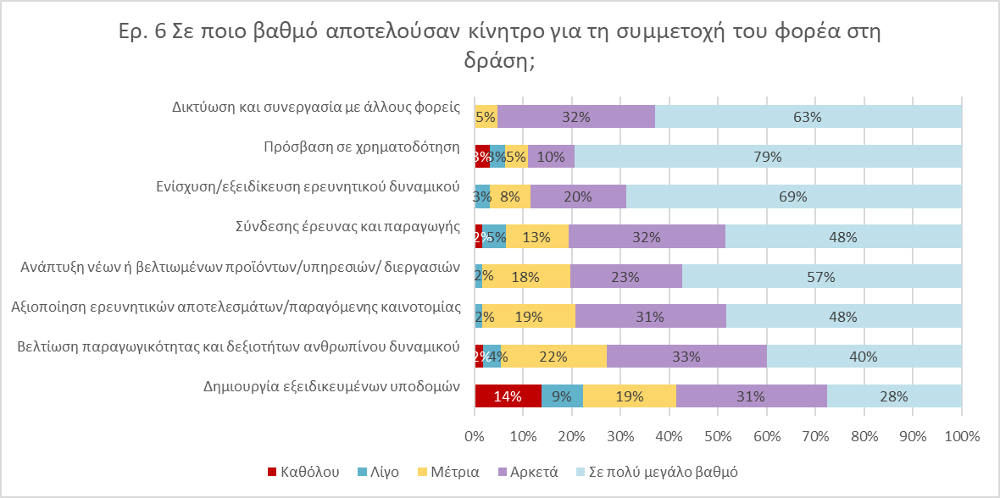 Ερ. 6 Σε ποιο βαθμό αποτελούσαν κίνητρο για τη συμμετοχή του φορέα στη
δράση;
Δικτύωση και συνεργασία με άλλους φορείς
5% 32% 63%
Πρόσβαση σε χρηματοδότηση
3% 3% 5% 10% 79%
Ενίσχυση/εξειδίκευση ερευνητικού δυναμικού
3% 8% 20% 69%
Σύνδεσης έρευνας και παραγωγής
2% 5% 13% 32% 48%
Ανάπτυξη νέων ή βελτιωμένων προϊόντων/υπηρεσιών/ διεργασιών
2% 18% 23% 57%
Αξιοποίηση ερευνητικών αποτελεσμάτων/παραγόμενης καινοτομίας
2% 19% 31% 48%
Βελτίωση παραγωγικότητας και δεξιοτήτων ανθρωπίνου δυναμικού
2% 4% 22% 33% 40%
Δημιουργία εξειδικευμένων υποδομών
14% 9% 19% 31% 28%
0% 10% 20% 30% 40% 50% 60% 70% 80% 90% 100%
Καθόλου Λίγο Μέτρια Αρκετά Σε πολύ μεγάλο βαθμό